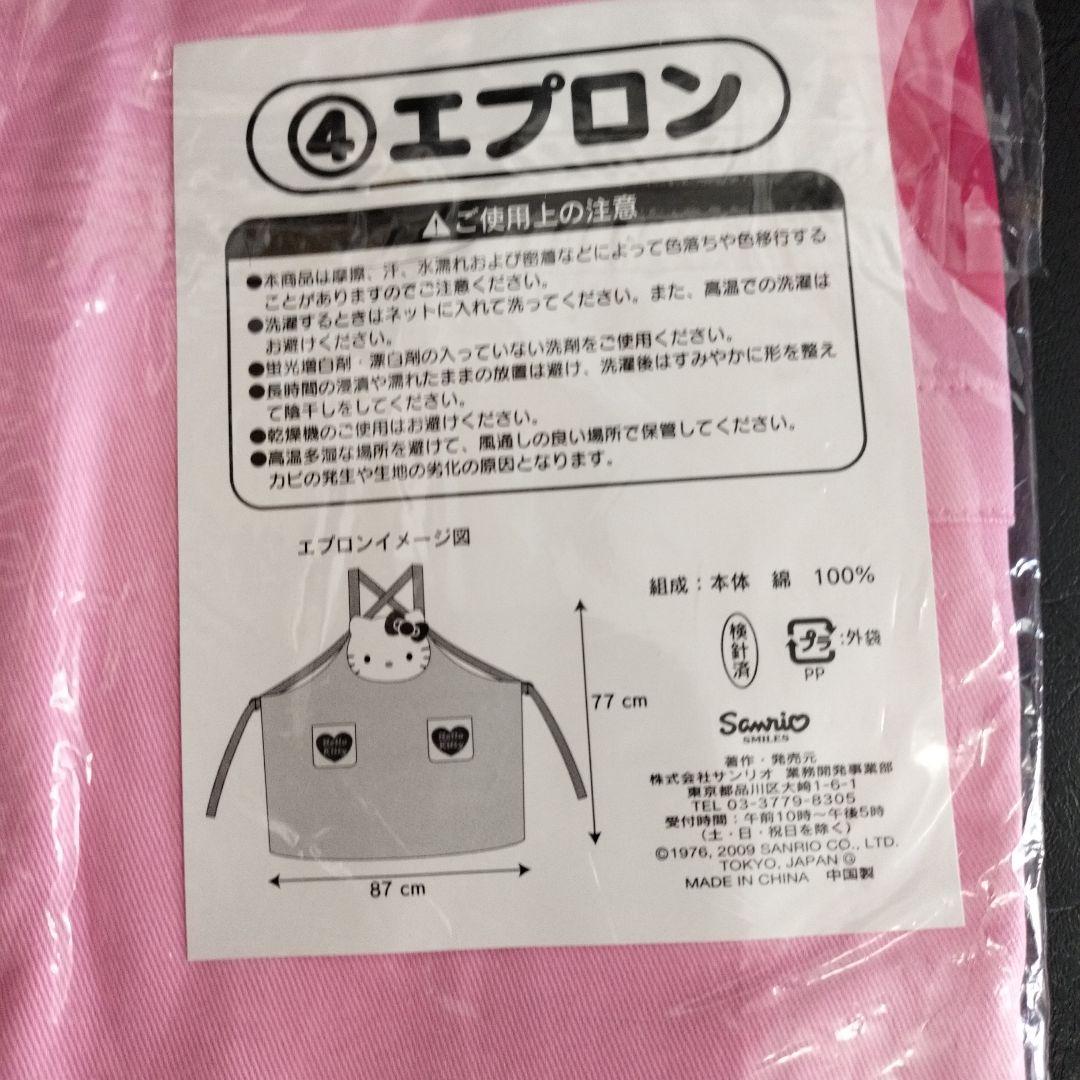 ④エプロン
⚠ご使用上の注意
●本商品は摩擦、汗、水濡れおよび密着などによって色落ちや色移行する
ことがありますのでご注意ください。
●洗濯するときはネットに入れて洗ってください。また、高温での洗濯は
お避けください。
●蛍光増白剤・漂白剤の入っていない洗剤をご使用ください。
●長時間の浸漬や濡れたままの放置は避け、洗濯後はすみやかに形を整え
て陰干しをしてください。
●乾燥機のご使用はお避けください。
●高温多湿な場所を避けて、風通しの良い場所で保管してください。
カビの発生や生地の劣化の原因となります。
エプロンイメージ図
Hello
Kitty
Hello
Kitty
77 cm
87 cm
組成：本体 綿 100%
検針済
プラ：外袋
PP
Sanrio
SMILES
著作・発売元
株式会社サンリオ 業務開発事業部
東京都品川区大崎1-6-1
TEL 03-3779-8305
受付時間：午前10時〜午後5時
（土・日・祝日を除く）
©1976, 2009 SANRIO CO., LTD.
TOKYO, JAPAN Ⓖ
MADE IN CHINA 中国製